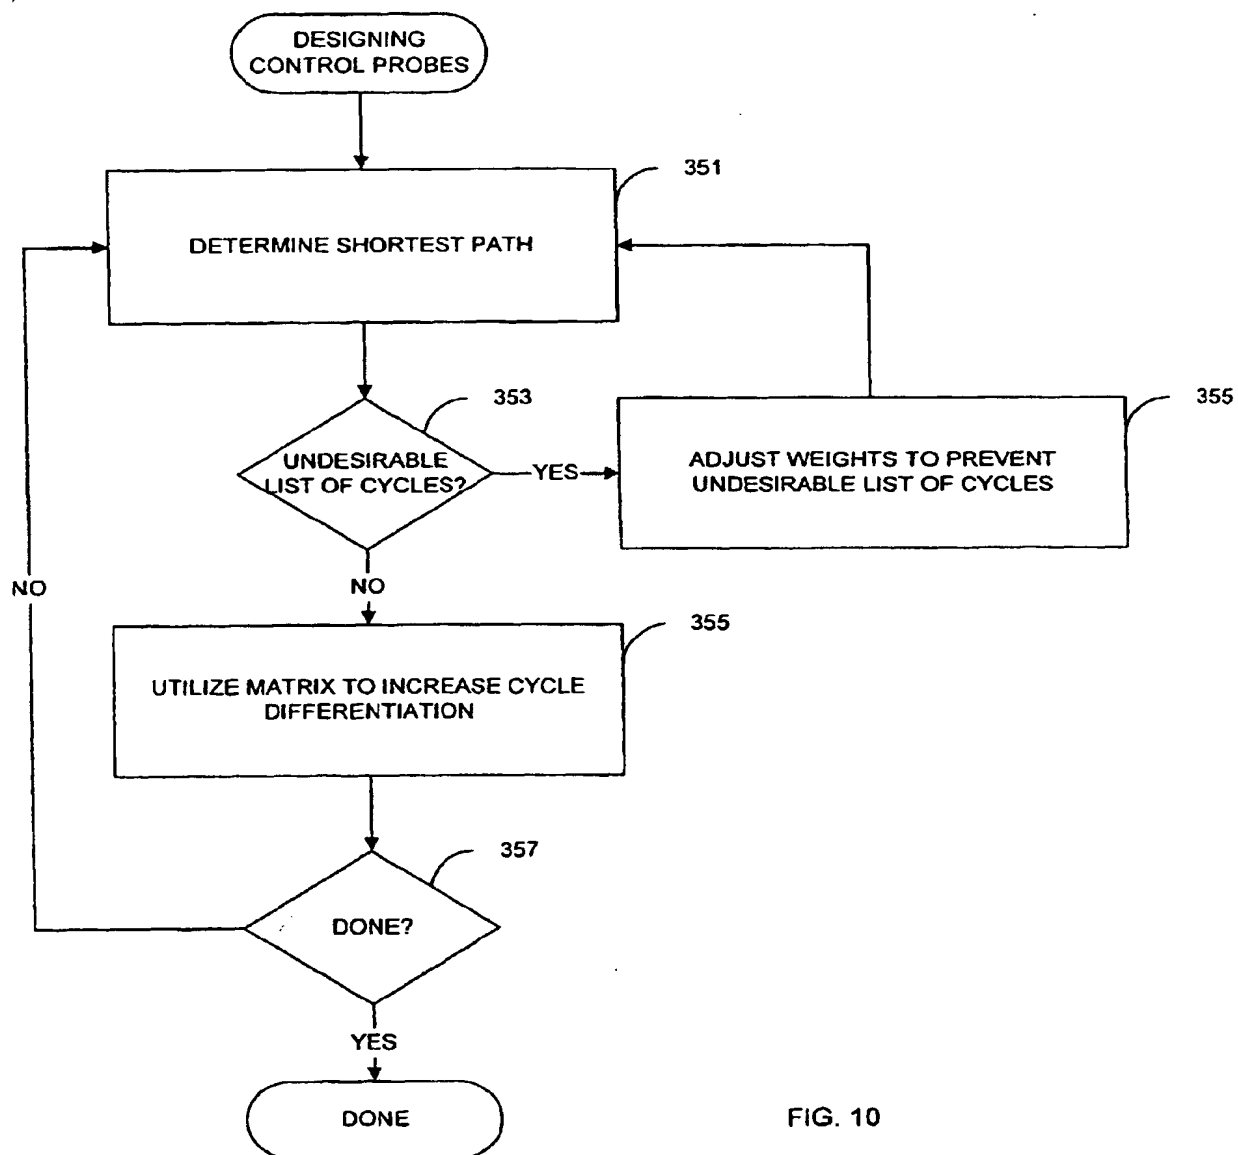 DESIGNING
CONTROL PROBES
351
DETERMINE SHORTEST PATH
353
355
UNDESIRABLE
LIST OF CYCLES?
YES
ADJUST WEIGHTS TO PREVENT
UNDESIRABLE LIST OF CYCLES
NO
NO
355
UTILIZE MATRIX TO INCREASE CYCLE
DIFFERENTIATION
357
DONE?
YES
DONE
FIG. 10